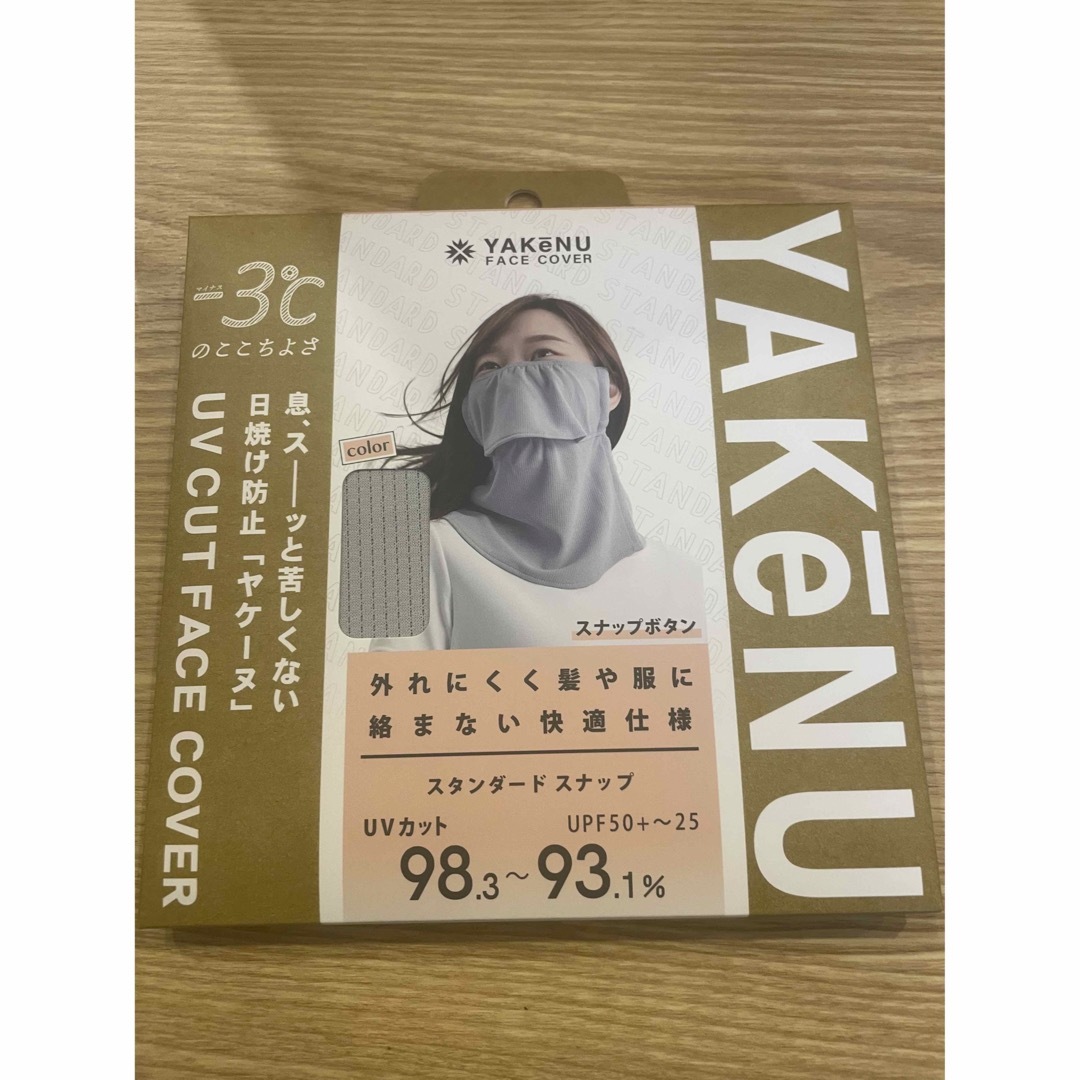 YAKēNU
FACE COVER
マイナス
-3℃
のここちよさ
息、スーッと苦しくない
日焼け防止「ヤケーヌ」
UV CUT FACE COVER
color
スナップボタン
外れにくく髪や服に
絡まない快適仕様
スタンダード スナップ
UVカット UPF50+〜25
98.3〜93.1%
YAKēNU
STANDARD STANDARD STANDARD